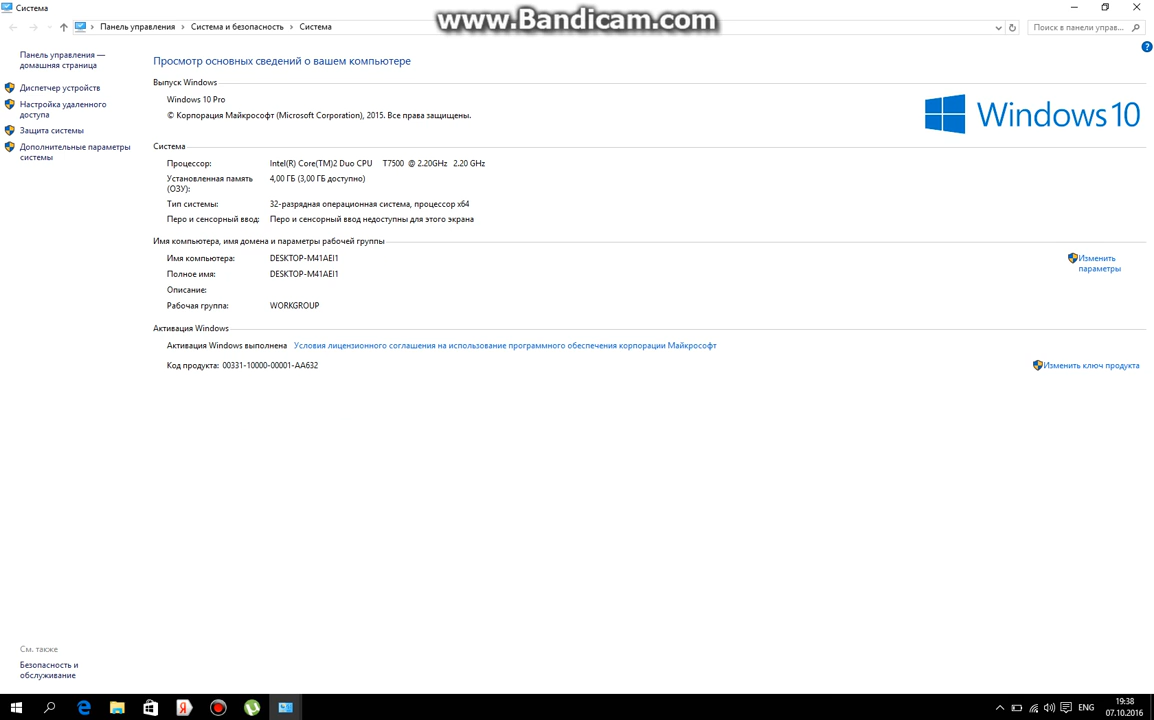 Система
www.Bandicam.com
Панель управления > Система и безопасность > Система
Поиск в панели управ...
Панель управления —
домашняя страница
Диспетчер устройств
Настройка удаленного
доступа
Защита системы
Дополнительные параметры
системы
Просмотр основных сведений о вашем компьютере
Выпуск Windows
Windows 10 Pro
© Корпорация Майкрософт (Microsoft Corporation), 2015. Все права защищены.
Windows 10
Система
Процессор: Intel(R) Core(TM)2 Duo CPU T7500 @ 2.20GHz 2.20 GHz
Установленная память
(ОЗУ): 4,00 ГБ (3,00 ГБ доступно)
Тип системы: 32-разрядная операционная система, процессор x64
Перо и сенсорный ввод: Перо и сенсорный ввод недоступны для этого экрана
Имя компьютера, имя домена и параметры рабочей группы
Имя компьютера: DESKTOP-M41AEI1
Изменить
параметры
Полное имя: DESKTOP-M41AEI1
Описание:
Рабочая группа: WORKGROUP
Активация Windows
Активация Windows выполнена Условия лицензионного соглашения на использование программного обеспечения корпорации Майкрософт
Код продукта: 00331-10000-00001-AA632
Изменить ключ продукта
См. также
Безопасность и
обслуживание
ENG
19:38
07.10.2016